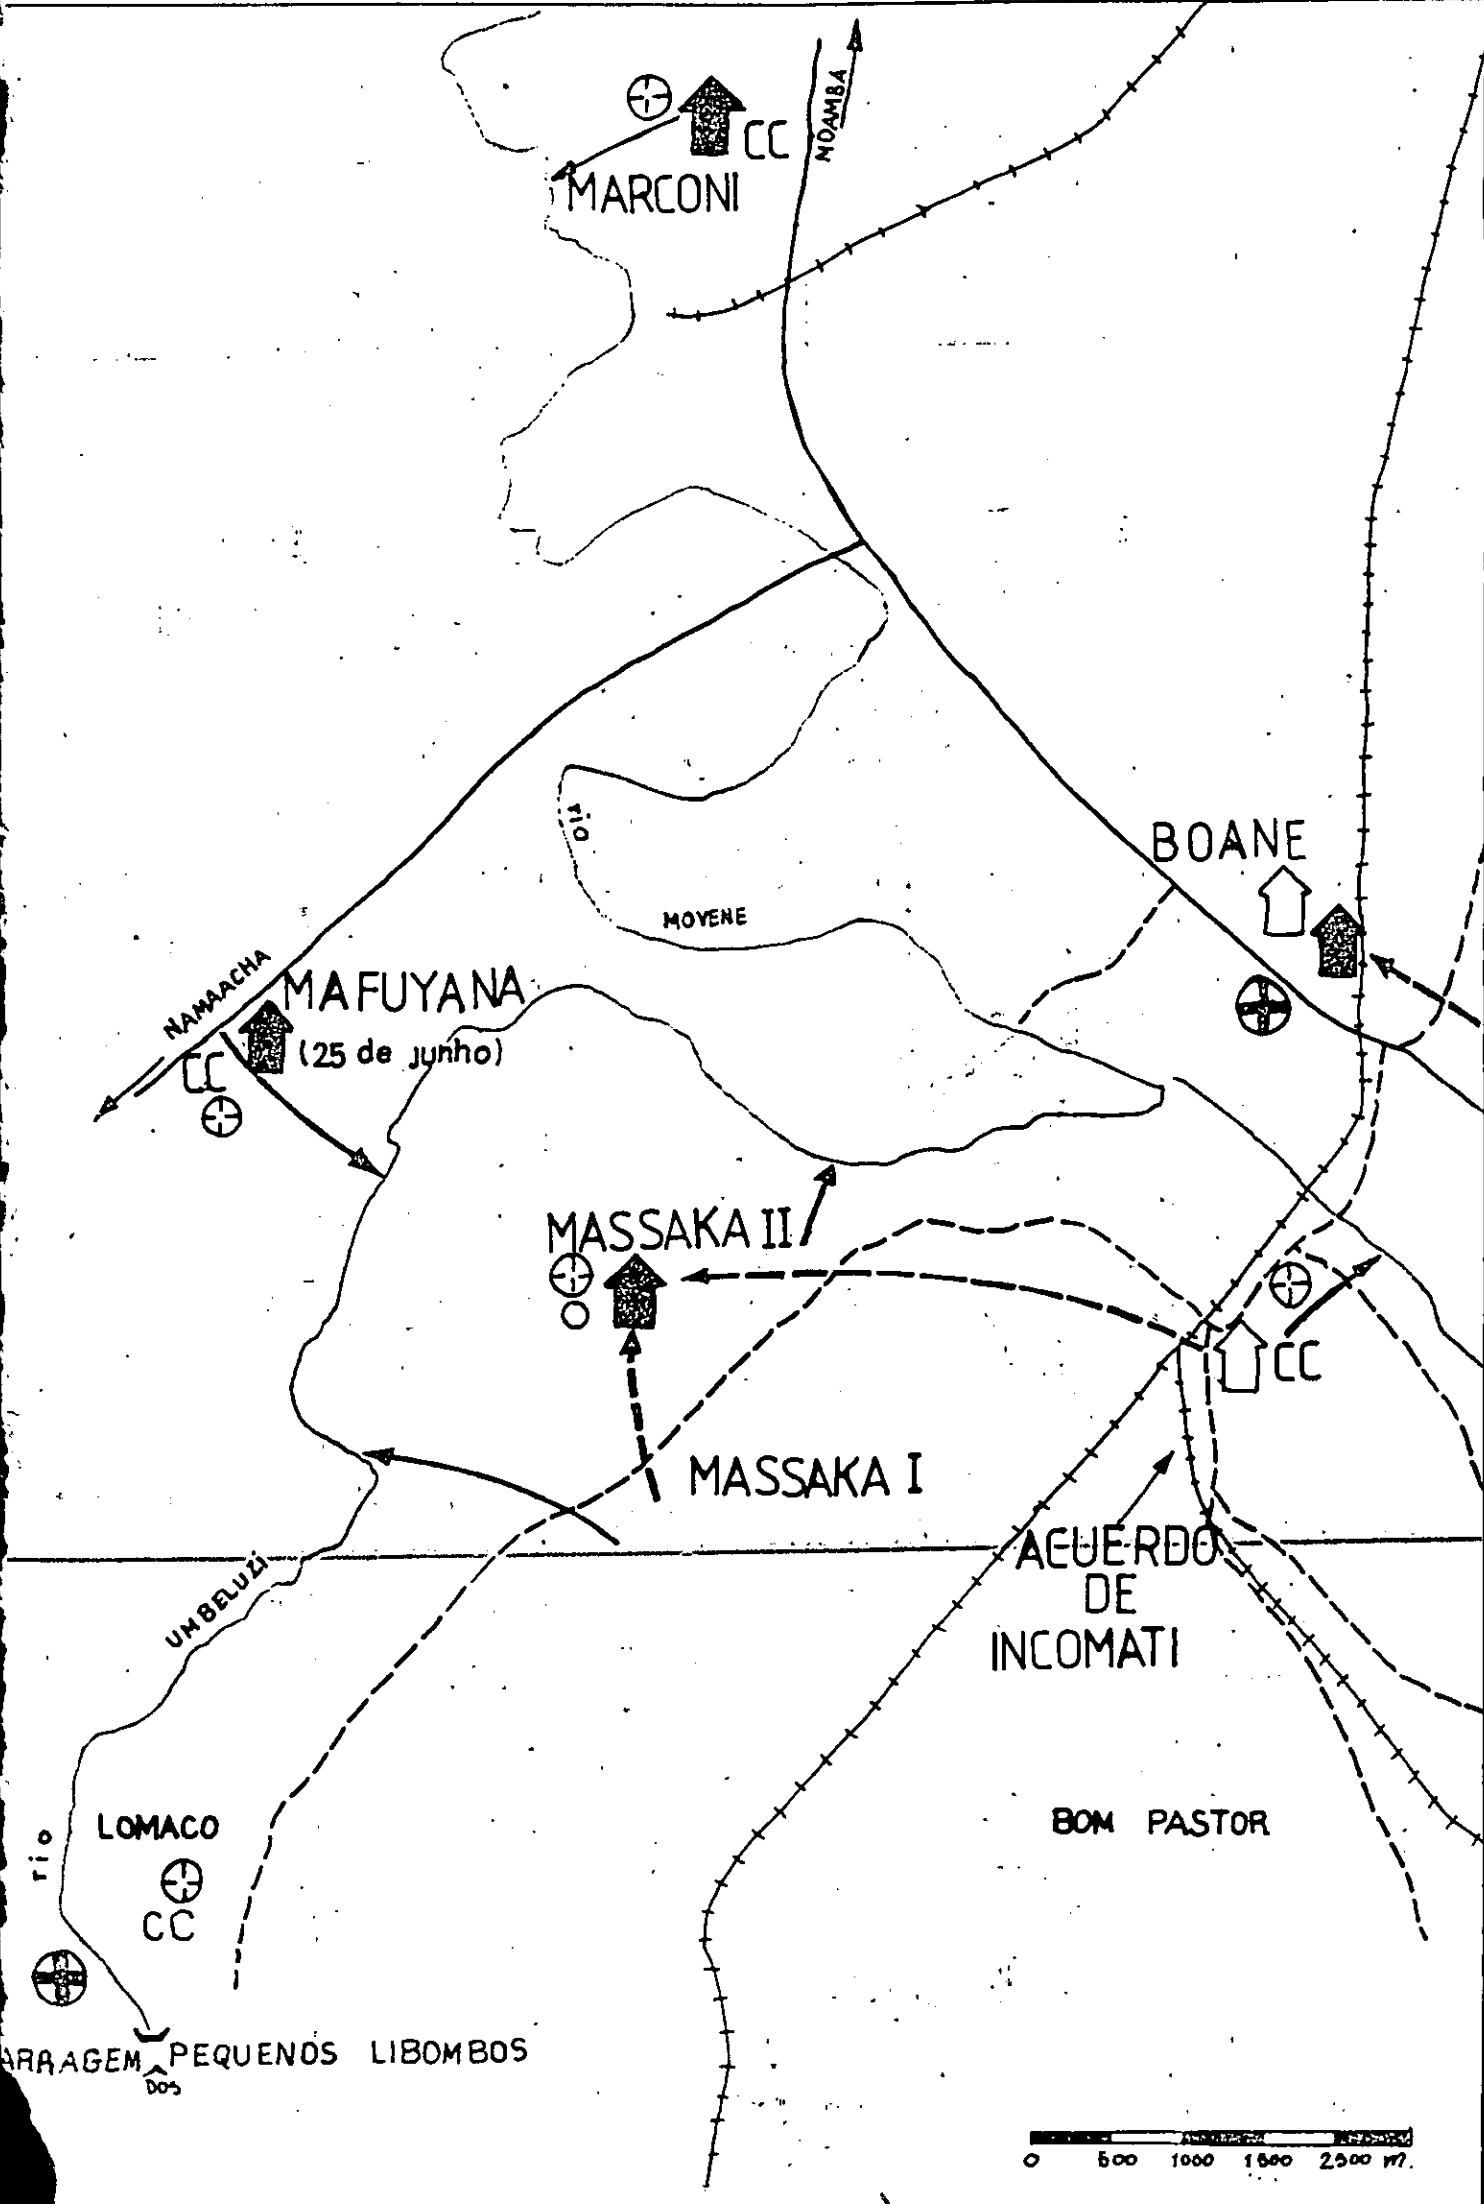 MOAMBA
CC
MARCONI
BOANE
rio
MOVENE
NAMAACHA
MAFUYANA
(25 de junho)
CC
MASSAKA II
CC
MASSAKA I
ACUERDO
DE
INCOMATI
UMBELUZI
rio
LOMACO
CC
BOM PASTOR
ARRAGEM PEQUENOS LIBOMBOS
DOS
0 500 1000 1500 2500 m.